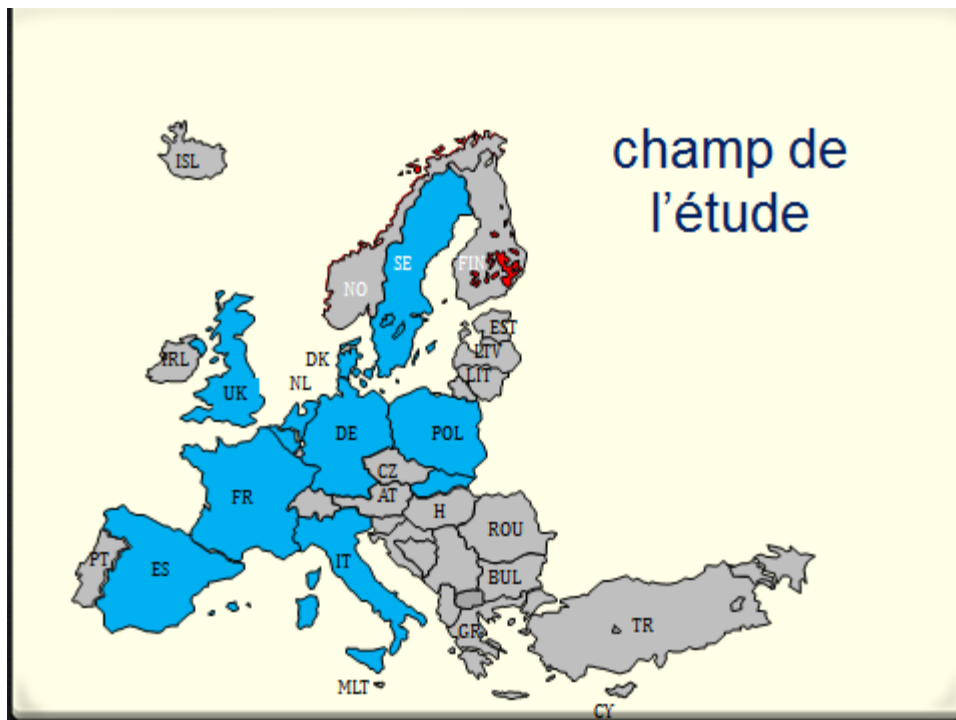 champ de
l'étude
ISL
SE
FIN
NO
EST
LTV
LIT
IRL
DK
NL
UK
DE
POL
CZ
AT
FR
H
ROU
PT
ES
IT
BUL
GR
TR
MLT
CY